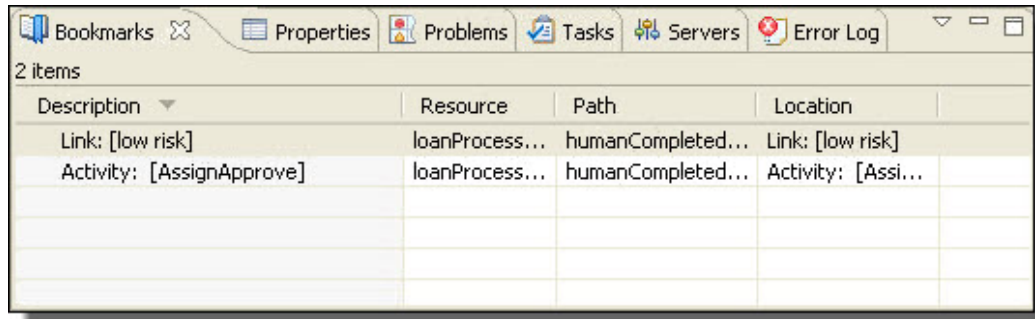 Bookmarks Properties Problems Tasks Servers Error Log
2 items
Description Resource Path Location
Link: [low risk] loanProcess... humanCompleted... Link: [low risk]
Activity: [AssignApprove] loanProcess... humanCompleted... Activity: [Assi...